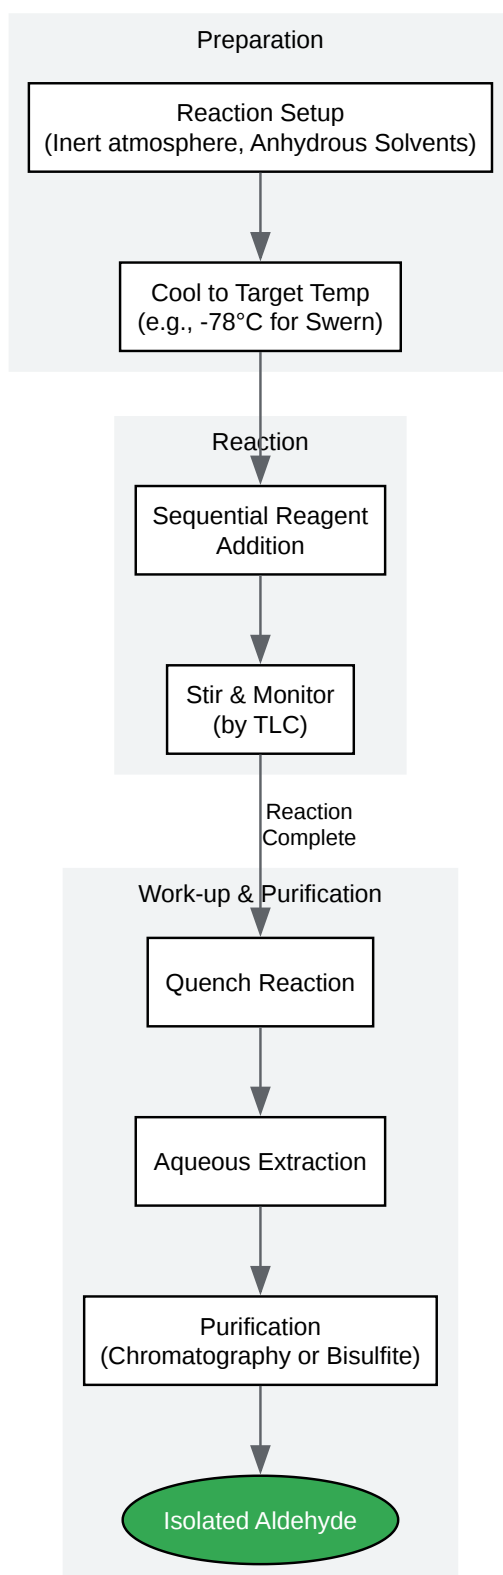 Preparation
Reaction Setup
(Inert atmosphere, Anhydrous Solvents)
Cool to Target Temp
(e.g., -78°C for Swern)
Reaction
Sequential Reagent
Addition
Stir & Monitor
(by TLC)
Reaction
Complete
Work-up & Purification
Quench Reaction
Aqueous Extraction
Purification
(Chromatography or Bisulfite)
Isolated Aldehyde